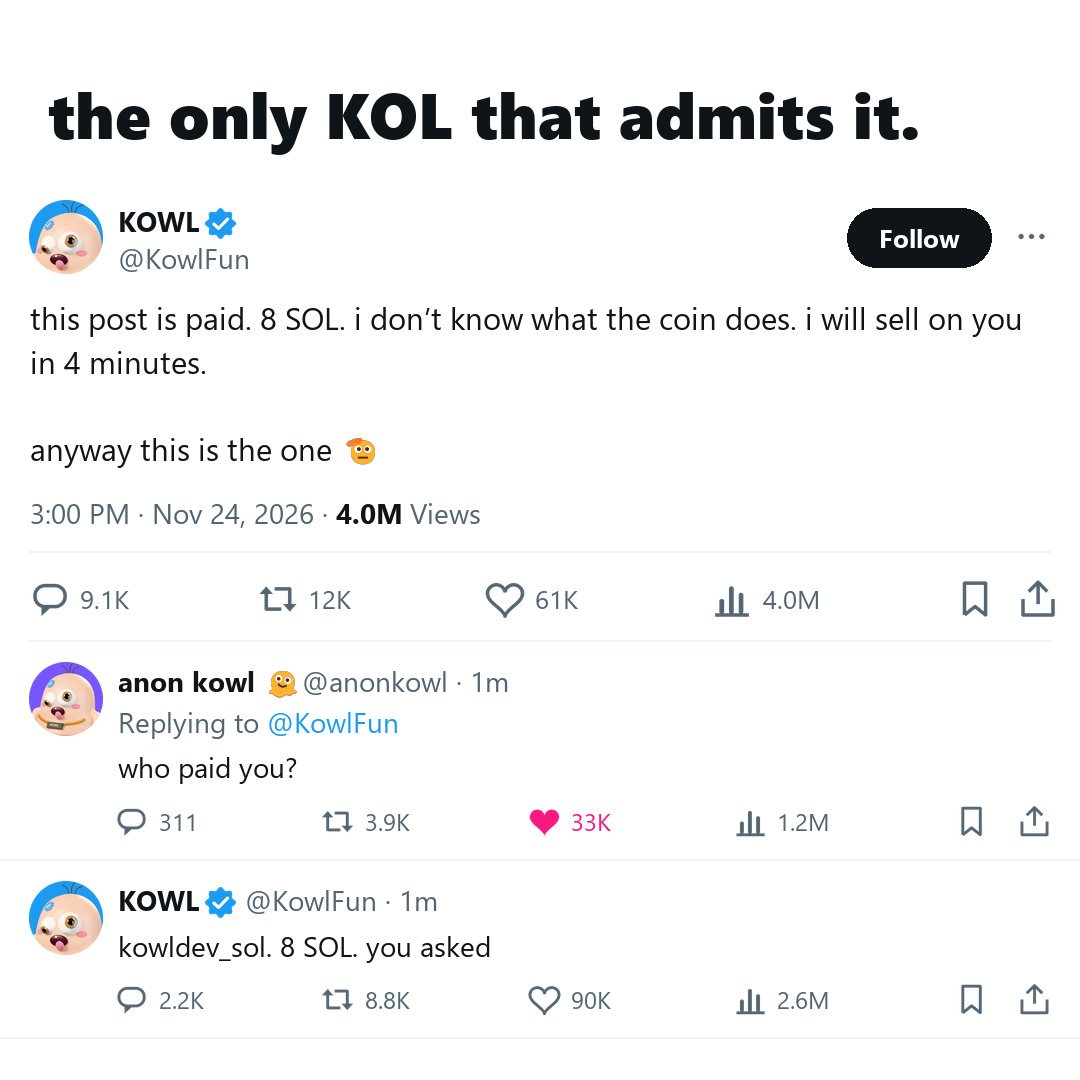 the only KOL that admits it.
KOWL
@KowlFun
Follow
this post is paid. 8 SOL. i don’t know what the coin does. i will sell on you
in 4 minutes.
anyway this is the one 🫡
3:00 PM · Nov 24, 2026 · 4.0M Views
9.1K 12K 61K 4.0M
anon kowl 🫠 @anonkowl · 1m
Replying to @KowlFun
who paid you?
311 3.9K 33K 1.2M
KOWL @KowlFun · 1m
kowldev_sol. 8 SOL. you asked
2.2K 8.8K 90K 2.6M